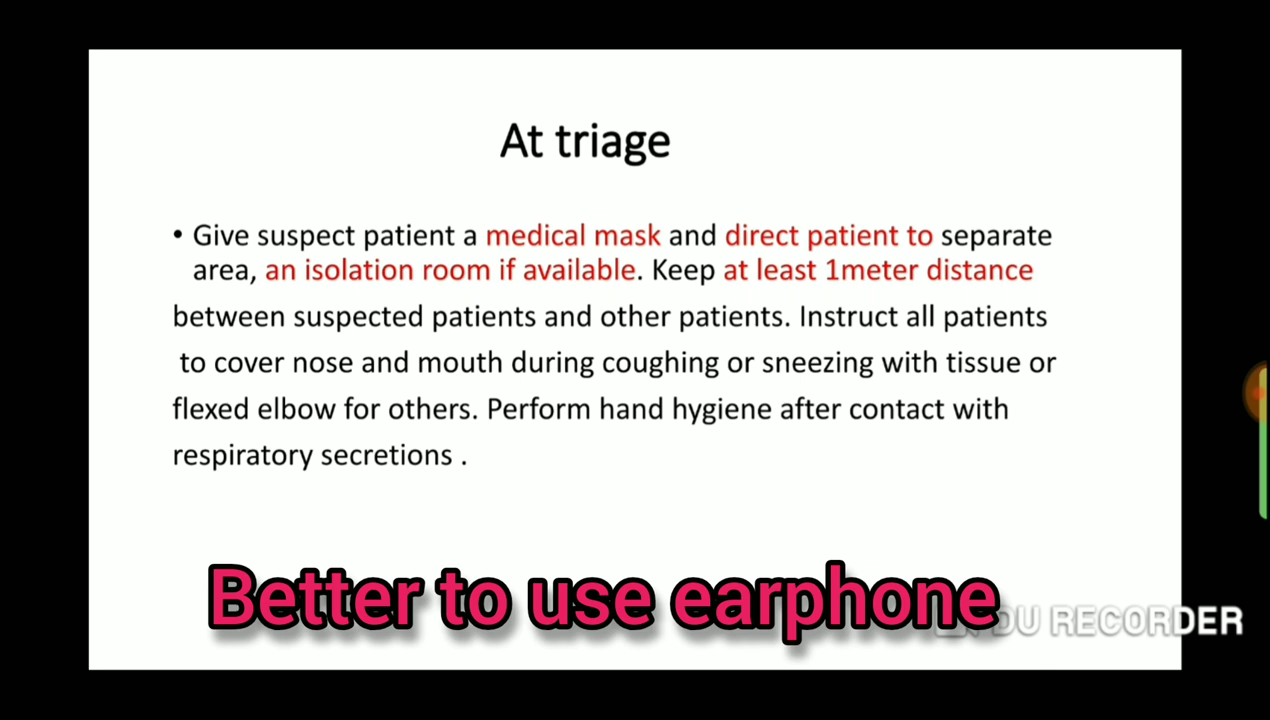 At triage
• Give suspect patient a medical mask and direct patient to separate
area, an isolation room if available. Keep at least 1meter distance
between suspected patients and other patients. Instruct all patients
to cover nose and mouth during coughing or sneezing with tissue or
flexed elbow for others. Perform hand hygiene after contact with
respiratory secretions .
Better to use earphone
DU RECORDER